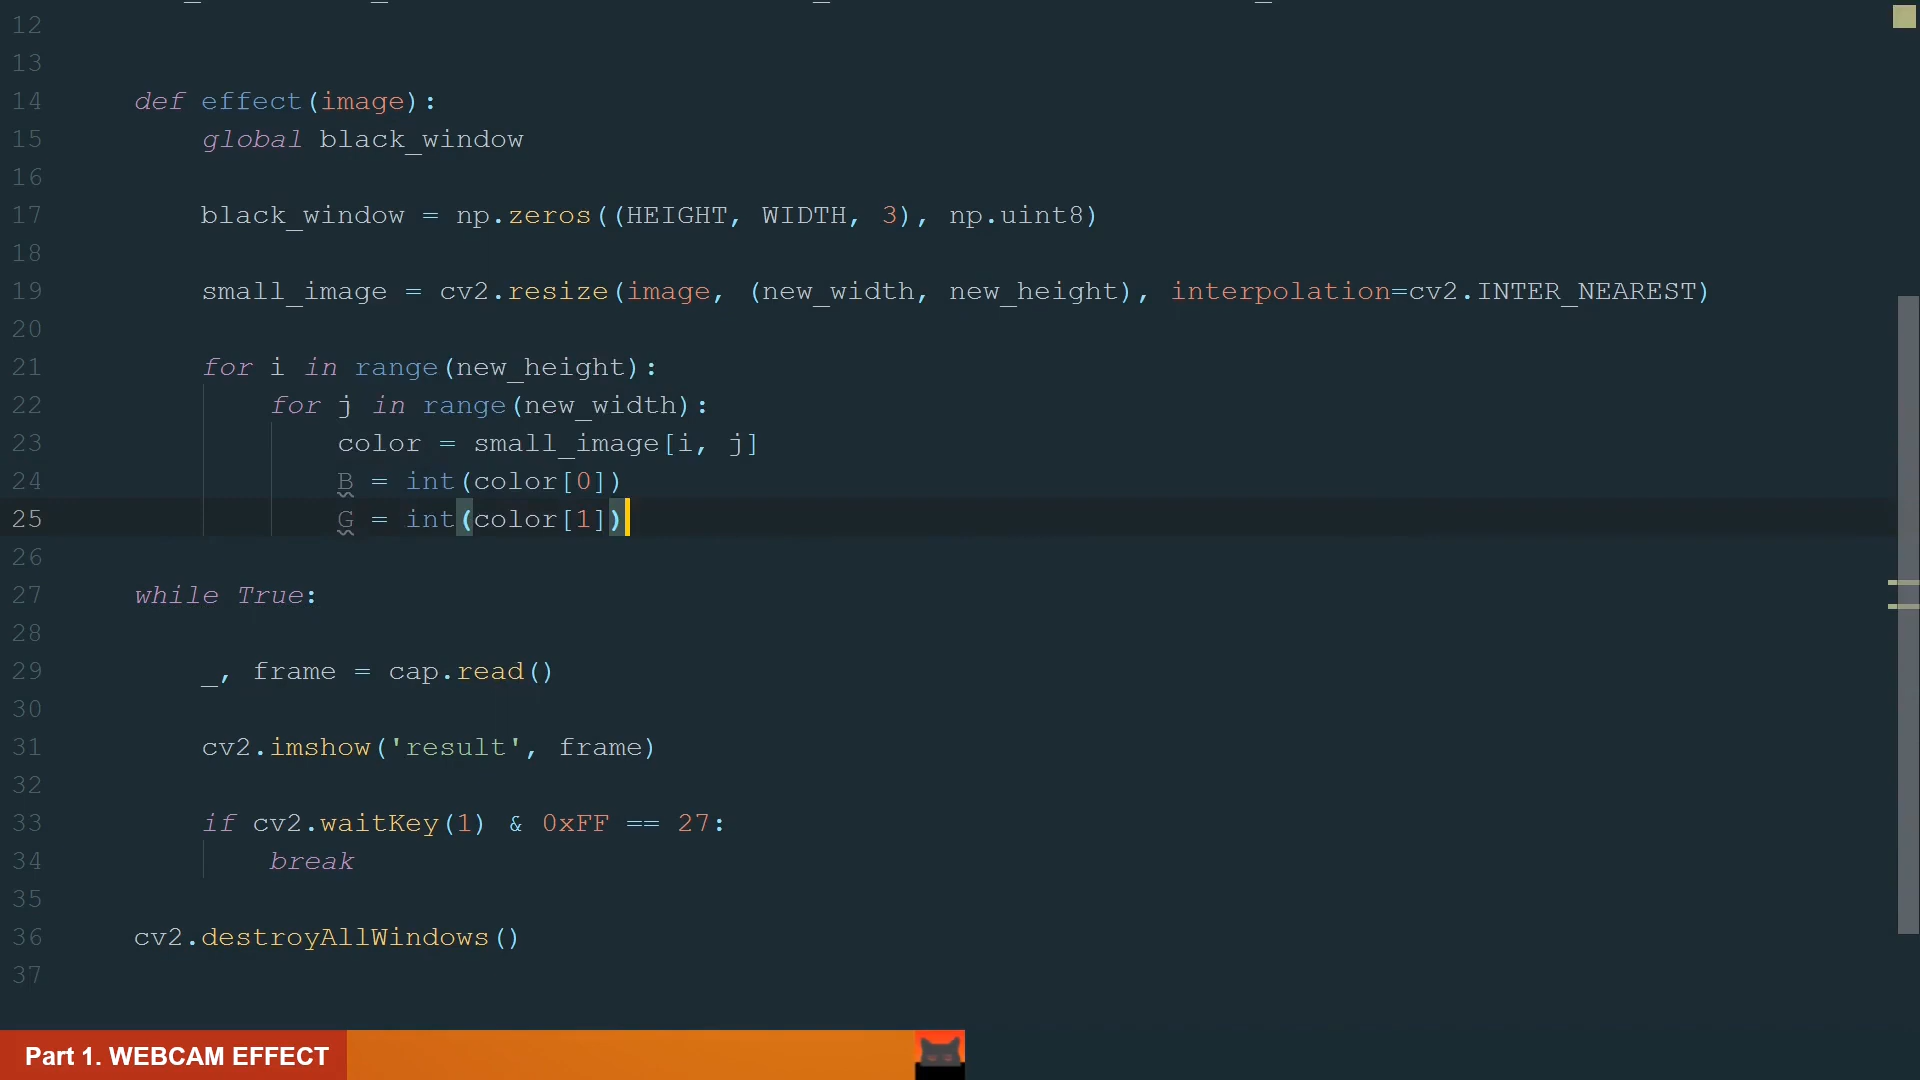 12
13
14 def effect(image):
15 global black_window
16
17 black_window = np.zeros((HEIGHT, WIDTH, 3), np.uint8)
18
19 small_image = cv2.resize(image, (new_width, new_height), interpolation=cv2.INTER_NEAREST)
20
21 for i in range(new_height):
22 for j in range(new_width):
23 color = small_image[i, j]
24 B = int(color[0])
25 G = int(color[1])
26
27 while True:
28
29 _, frame = cap.read()
30
31 cv2.imshow('result', frame)
32
33 if cv2.waitKey(1) & 0xFF == 27:
34 break
35
36 cv2.destroyAllWindows()
37
Part 1. WEBCAM EFFECT